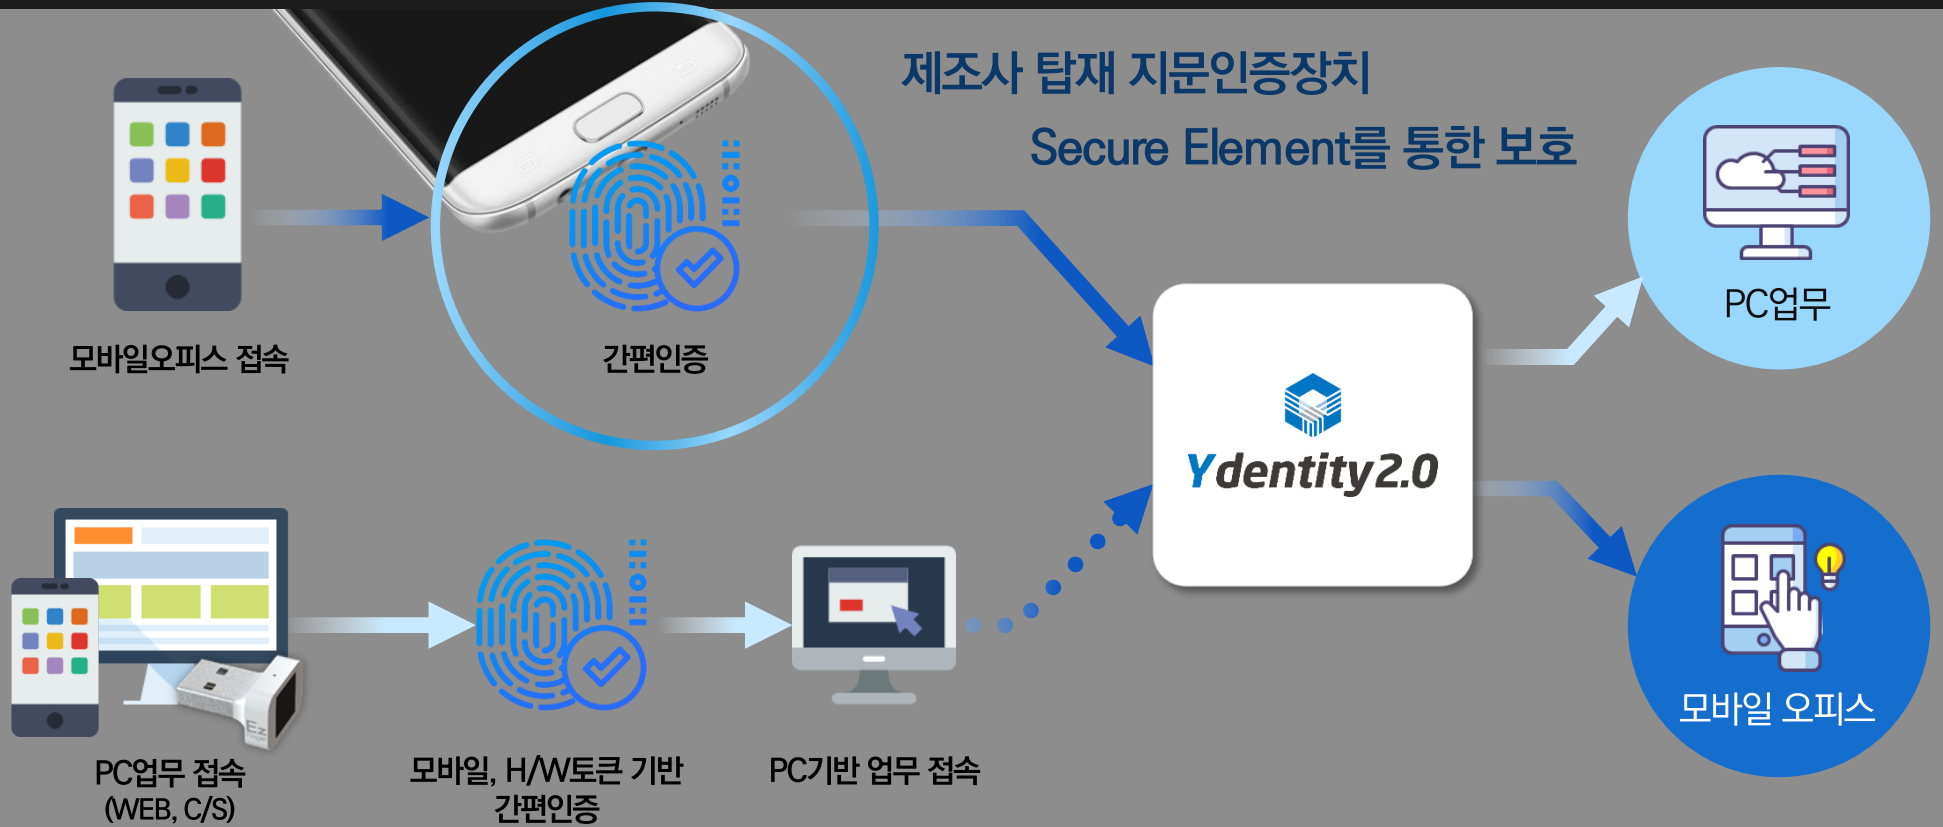 제조사 탑재 지문인증장치
Secure Element를 통한 보호
모바일오피스 접속
간편인증
Ydentity2.0
PC업무
모바일 오피스
Ez
PC업무 접속
(WEB, C/S)
모바일, H/W토큰 기반
간편인증
PC기반 업무 접속